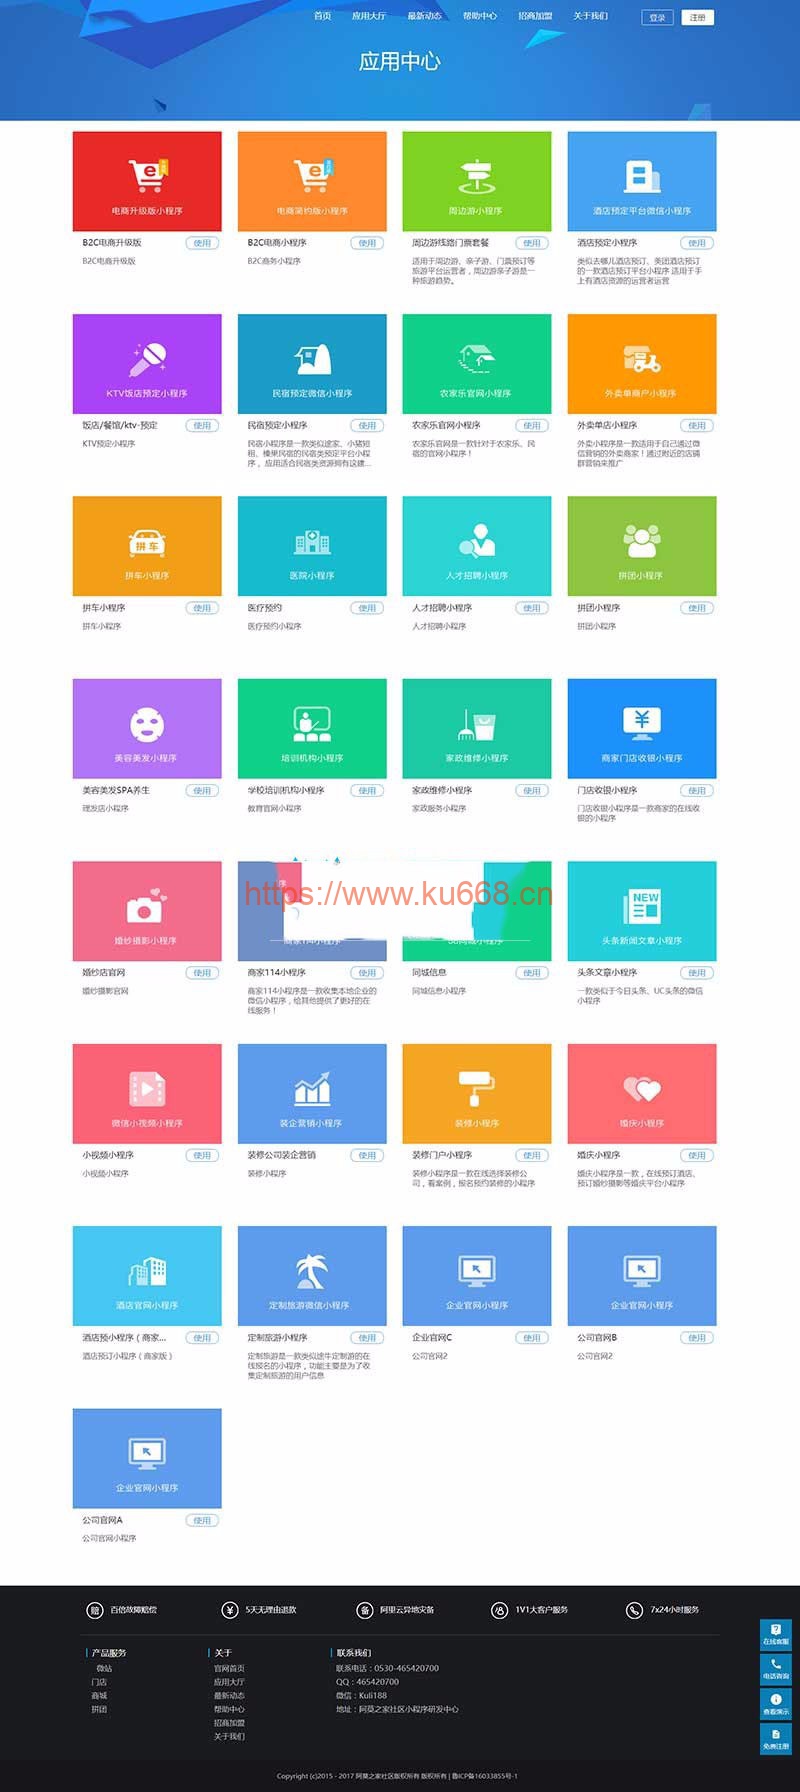 首页 应用大厅 最新动态 帮助中心 招商加盟 关于我们 登录 注册
应用中心
电商升级版小程序 电商简约版小程序 周边游小程序 酒店预定平台微信小程序
B2C电商升级版 使用 B2C电商小程序 使用 周边游线路门票套餐 使用 酒店预定小程序 使用
B2C电商升级版 B2C商务小程序 适用于周边游、亲子游、门票预订等 类似去哪儿酒店预订、美团酒店预订
旅游平台运营者，周边游亲子游是一 的一款酒店预订平台小程序 适用于手
种旅游趋势。 上有酒店资源的运营者运营
KTV饭店预定小程序 民宿预定微信小程序 农家乐官网小程序 外卖单商户小程序
饭店/餐馆/ktv-预定 使用 民宿预定小程序 使用 农家乐官网小程序 使用 外卖单店小程序 使用
KTV预定小程序 民宿小程序是一款类似途家、小猪短 农家乐官网是一款针对于农家乐、民 外卖小程序是一款适用于自己通过微
租、榛果民宿的民宿类预定平台小程 宿的官网小程序！ 信营销的外卖商家！通过附近的店铺
序，应用适合民宿类资源拥有这建... 群营销来推广
拼车
拼车小程序 医院小程序 人才招聘小程序 拼团小程序
拼车小程序 使用 医疗预约 使用 人才招聘小程序 使用 拼团小程序 使用
拼车小程序 医疗预约小程序 人才招聘小程序 拼团小程序
美容美发小程序 培训机构小程序 家政维修小程序 商家门店收银小程序
美容美发SPA养生 使用 学校培训机构小程序 使用 家政维修小程序 使用 门店收银小程序 使用
理发店小程序 教育官网小程序 家政服务小程序 门店收银小程序是一款商家的在线收
银的小程序
https://www.ku668.cn
NEW
婚纱摄影小程序 商家114小程序 头条新闻文章小程序
婚纱店官网 使用 商家114小程序 使用 同城信息 使用 头条文章小程序 使用
婚纱摄影官网 商家114小程序是一款收集本地企业的 同城信息小程序 一款类似于今日头条、UC头条的微信
微信小程序，给其他提供了更好的在 小程序
线服务！
微信小视频小程序 装企营销小程序 装修小程序 婚庆小程序
小视频小程序 使用 装修公司装企营销 使用 装修门户小程序 使用 婚庆小程序 使用
小视频小程序 装修小程序 装修小程序是一款在线选择装修公 婚庆小程序是一款，在线预订酒店、
司，看案例，报名预约装修的小程序 预订婚纱摄影等婚庆平台小程序
酒店官网小程序 定制旅游微信小程序 企业官网小程序 企业官网小程序
酒店预小程序（商家... 使用 定制旅游小程序 使用 企业官网C 使用 公司官网B 使用
酒店预订小程序（商家版） 定制旅游是一款类似途牛定制游的在 公司官网2 公司官网2
线报名的小程序，功能主要是为了收
集定制旅游的用户信息
企业官网小程序
公司官网A 使用
公司官网小程序
赔 百倍故障赔偿 ¥ 5天无理由退款 备 阿里云异地灾备 1V1大客户服务 7x24小时服务
产品服务 关于 联系我们
微站 官网首页 联系电话：0530-465420700
门店 应用大厅 QQ：465420700
商城 最新动态 微信：Kuli188
拼团 帮助中心 地址：阿莫之家社区小程序研发中心
招商加盟
关于我们
在线客服
电话咨询
查看演示
免费注册
Copyright (c)2015 - 2017 阿莫之家社区版权所有 版权所有 | 鲁ICP备16033855号-1